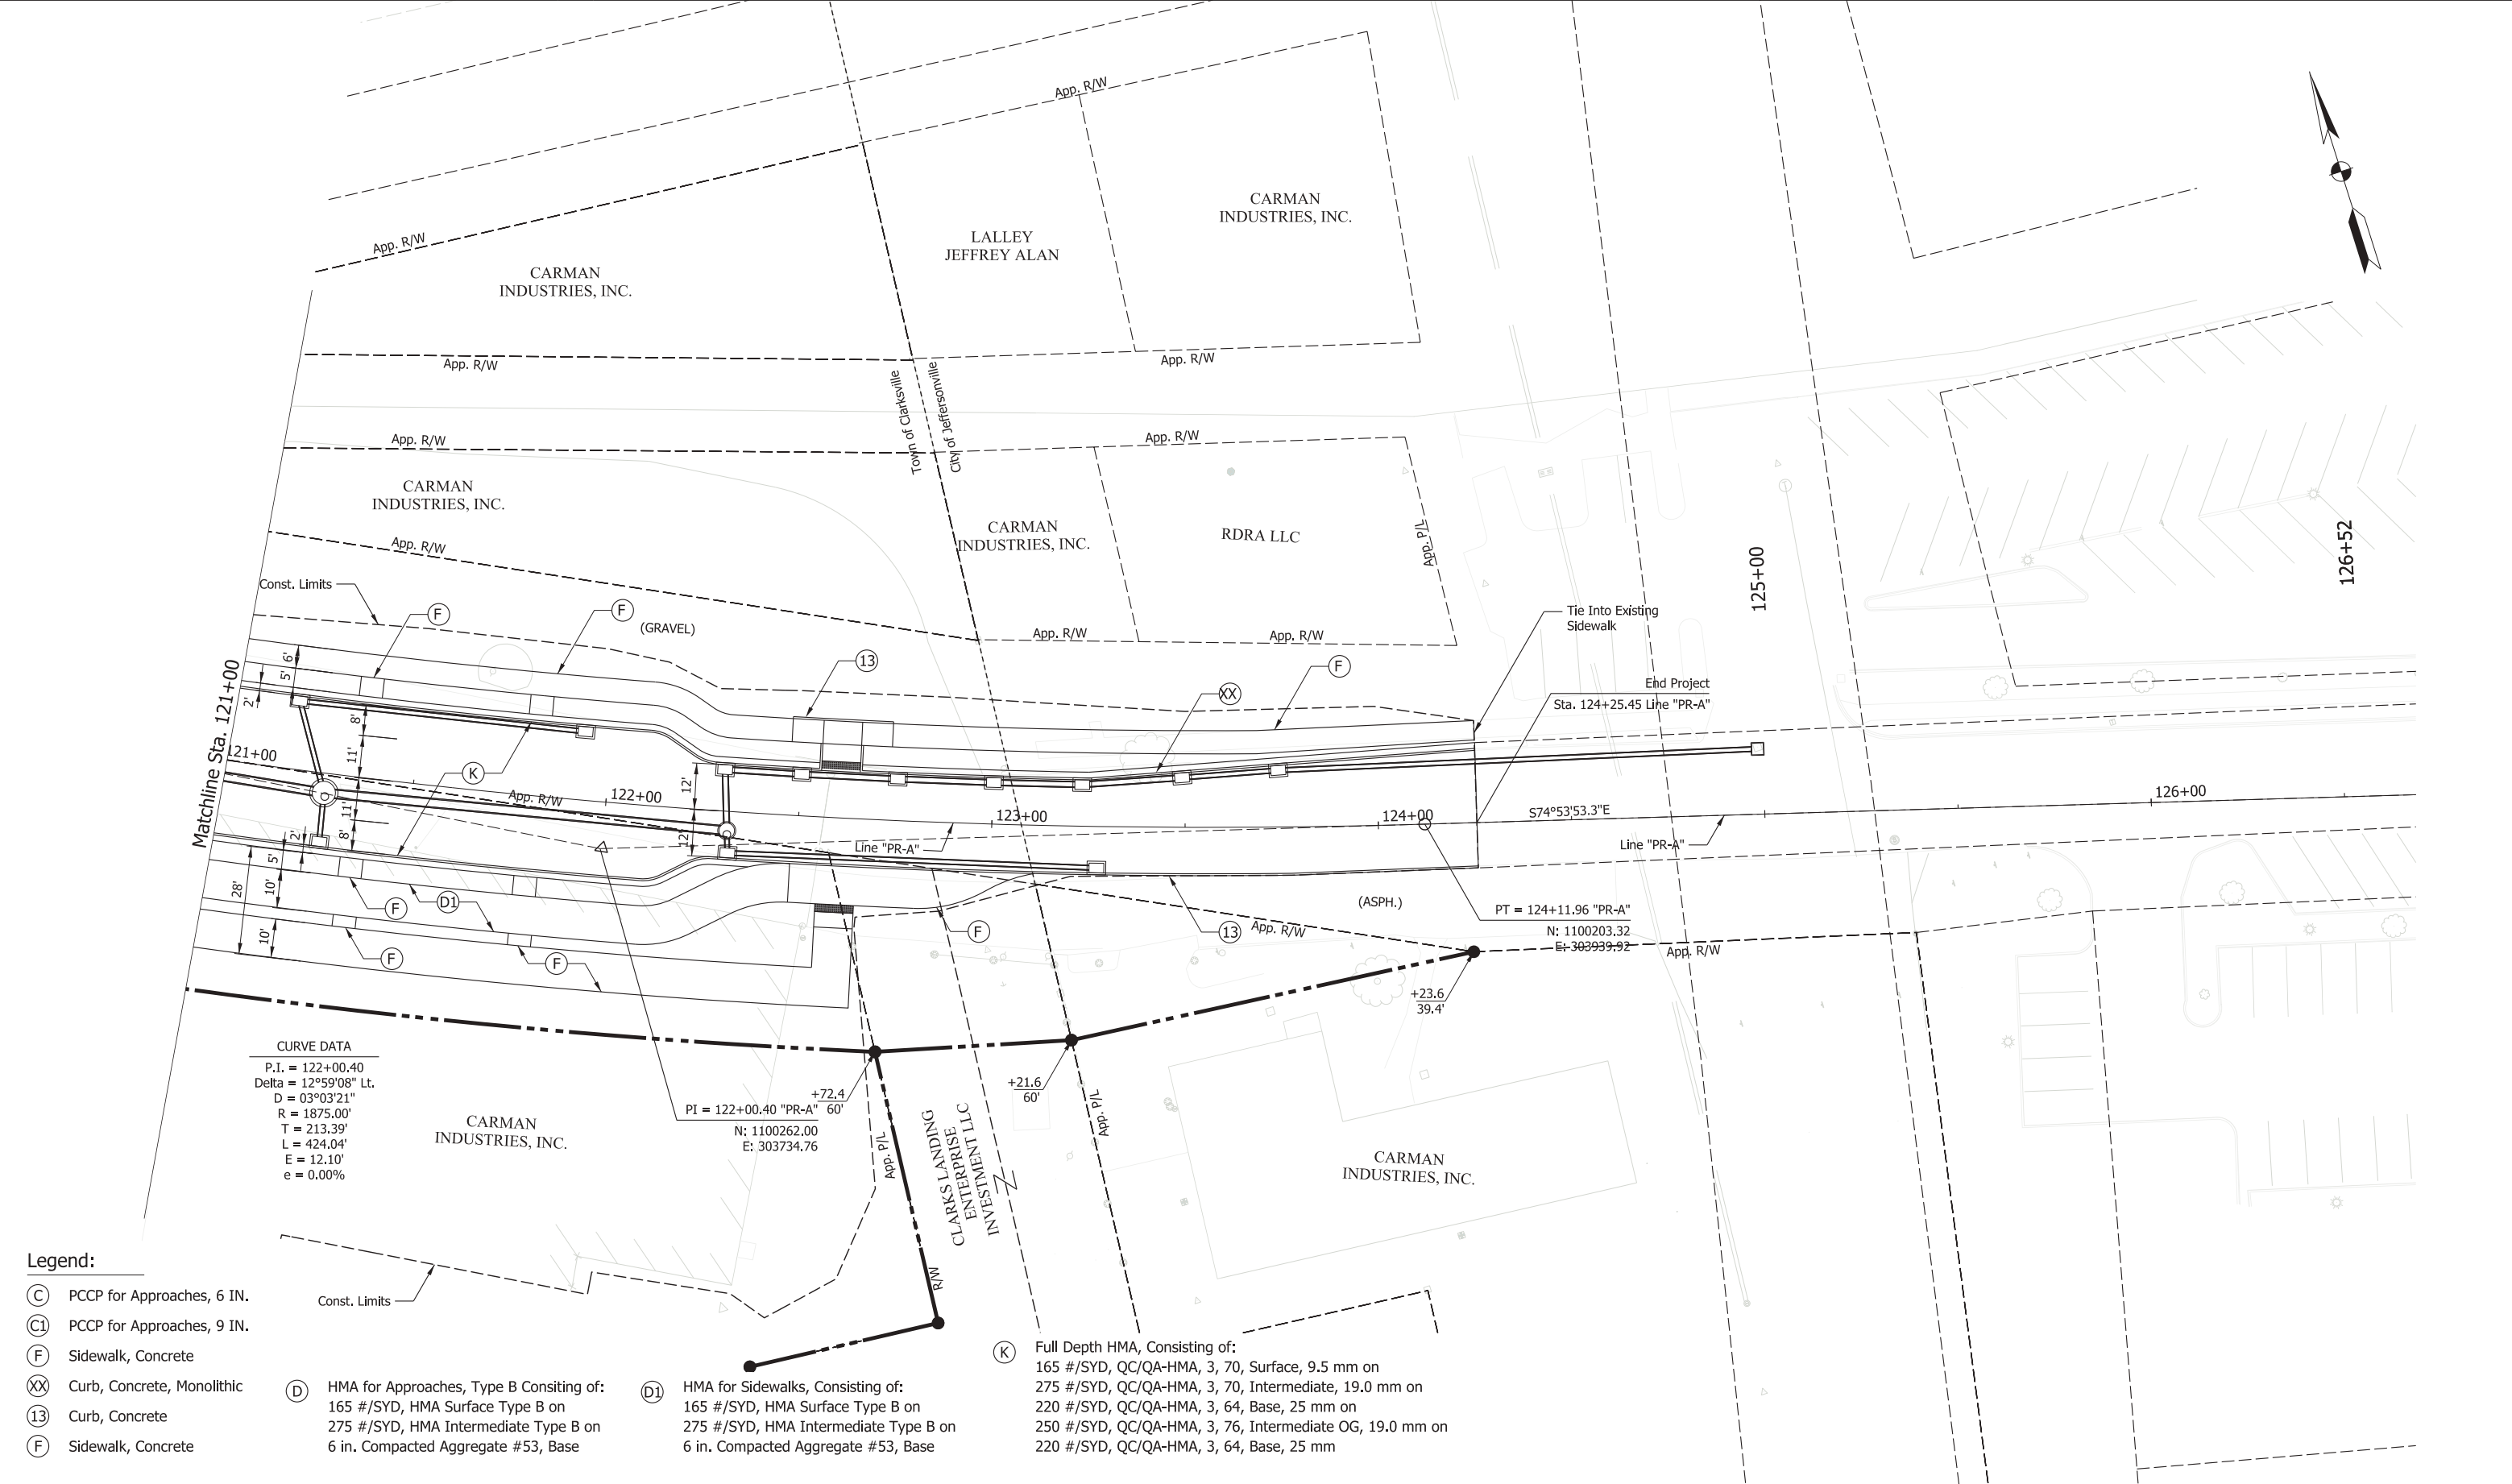 App. R/W
CARMAN
INDUSTRIES, INC.
LALLEY
JEFFREY ALAN
App. R/W
CARMAN
INDUSTRIES, INC.
App. R/W
App. R/W
Town of Clarksville
City of Jeffersonville
App. R/W
App. R/W
CARMAN
INDUSTRIES, INC.
App. R/W
CARMAN
INDUSTRIES, INC.
RDRA LLC
App. P/L
125+00
126+52
Const. Limits
F
F
(GRAVEL)
App. R/W
App. R/W
Tie Into Existing
Sidewalk
13
F
XX
End Project
Sta. 124+25.45 Line "PR-A"
Matchline Sta. 121+00
6'
5'
2'
8'
11'
11'
8'
2'
5'
10'
28'
10'
12'
12'
121+00
K
App. R/W
122+00
123+00
124+00
S74°53'53.3"E
126+00
Line "PR-A"
Line "PR-A"
F
D1
F
F
F
13
(ASPH.)
App. R/W
PT = 124+11.96 "PR-A"
N: 1100203.32
E: 303939.92
App. R/W
+23.6
39.4'
+21.6
60'
+72.4
60'
PI = 122+00.40 "PR-A"
N: 1100262.00
E: 303734.76
CURVE DATA
P.I. = 122+00.40
Delta = 12°59'08" Lt.
D = 03°03'21"
R = 1875.00'
T = 213.39'
L = 424.04'
E = 12.10'
e = 0.00%
CARMAN
INDUSTRIES, INC.
App. P/L
CLARKS LANDING
ENTERPRISE
INVESTMENT LLC
App. P/L
CARMAN
INDUSTRIES, INC.
R/W
Const. Limits
Legend:
C PCCP for Approaches, 6 IN.
C1 PCCP for Approaches, 9 IN.
F Sidewalk, Concrete
XX Curb, Concrete, Monolithic
13 Curb, Concrete
F Sidewalk, Concrete
D HMA for Approaches, Type B Consiting of:
165 #/SYD, HMA Surface Type B on
275 #/SYD, HMA Intermediate Type B on
6 in. Compacted Aggregate #53, Base
D1 HMA for Sidewalks, Consisting of:
165 #/SYD, HMA Surface Type B on
275 #/SYD, HMA Intermediate Type B on
6 in. Compacted Aggregate #53, Base
K Full Depth HMA, Consisting of:
165 #/SYD, QC/QA-HMA, 3, 70, Surface, 9.5 mm on
275 #/SYD, QC/QA-HMA, 3, 70, Intermediate, 19.0 mm on
220 #/SYD, QC/QA-HMA, 3, 64, Base, 25 mm on
250 #/SYD, QC/QA-HMA, 3, 76, Intermediate OG, 19.0 mm on
220 #/SYD, QC/QA-HMA, 3, 64, Base, 25 mm